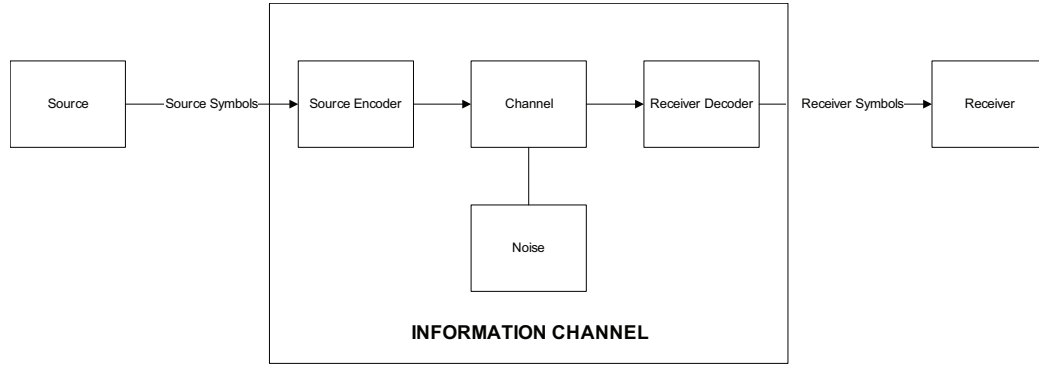 Source
Source Symbols
Source Encoder
Channel
Receiver Decoder
Receiver Symbols
Receiver
Noise
INFORMATION CHANNEL